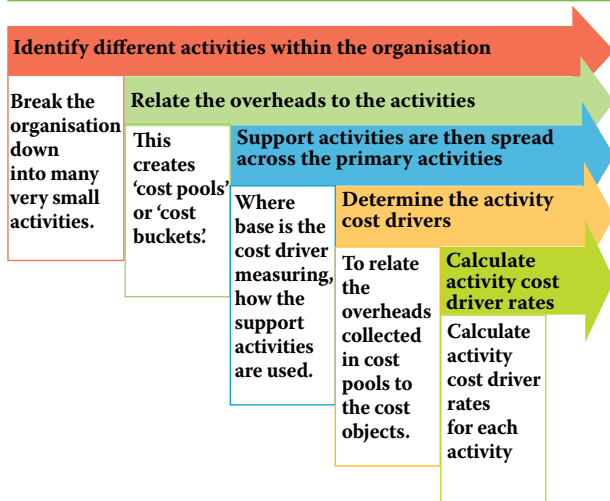 Identify different activities within the organisation
Break the
organisation
down
into many
very small
activities.
Relate the overheads to the activities
This
creates
‘cost pools’
or ‘cost
buckets’.
Support activities are then spread
across the primary activities
Where
base is the
cost driver
measuring,
how the
support
activities
are used.
Determine the activity
cost drivers
To relate
the
overheads
collected
in cost
pools to
the cost
objects.
Calculate
activity cost
driver rates
Calculate
activity
cost driver
rates
for each
activity